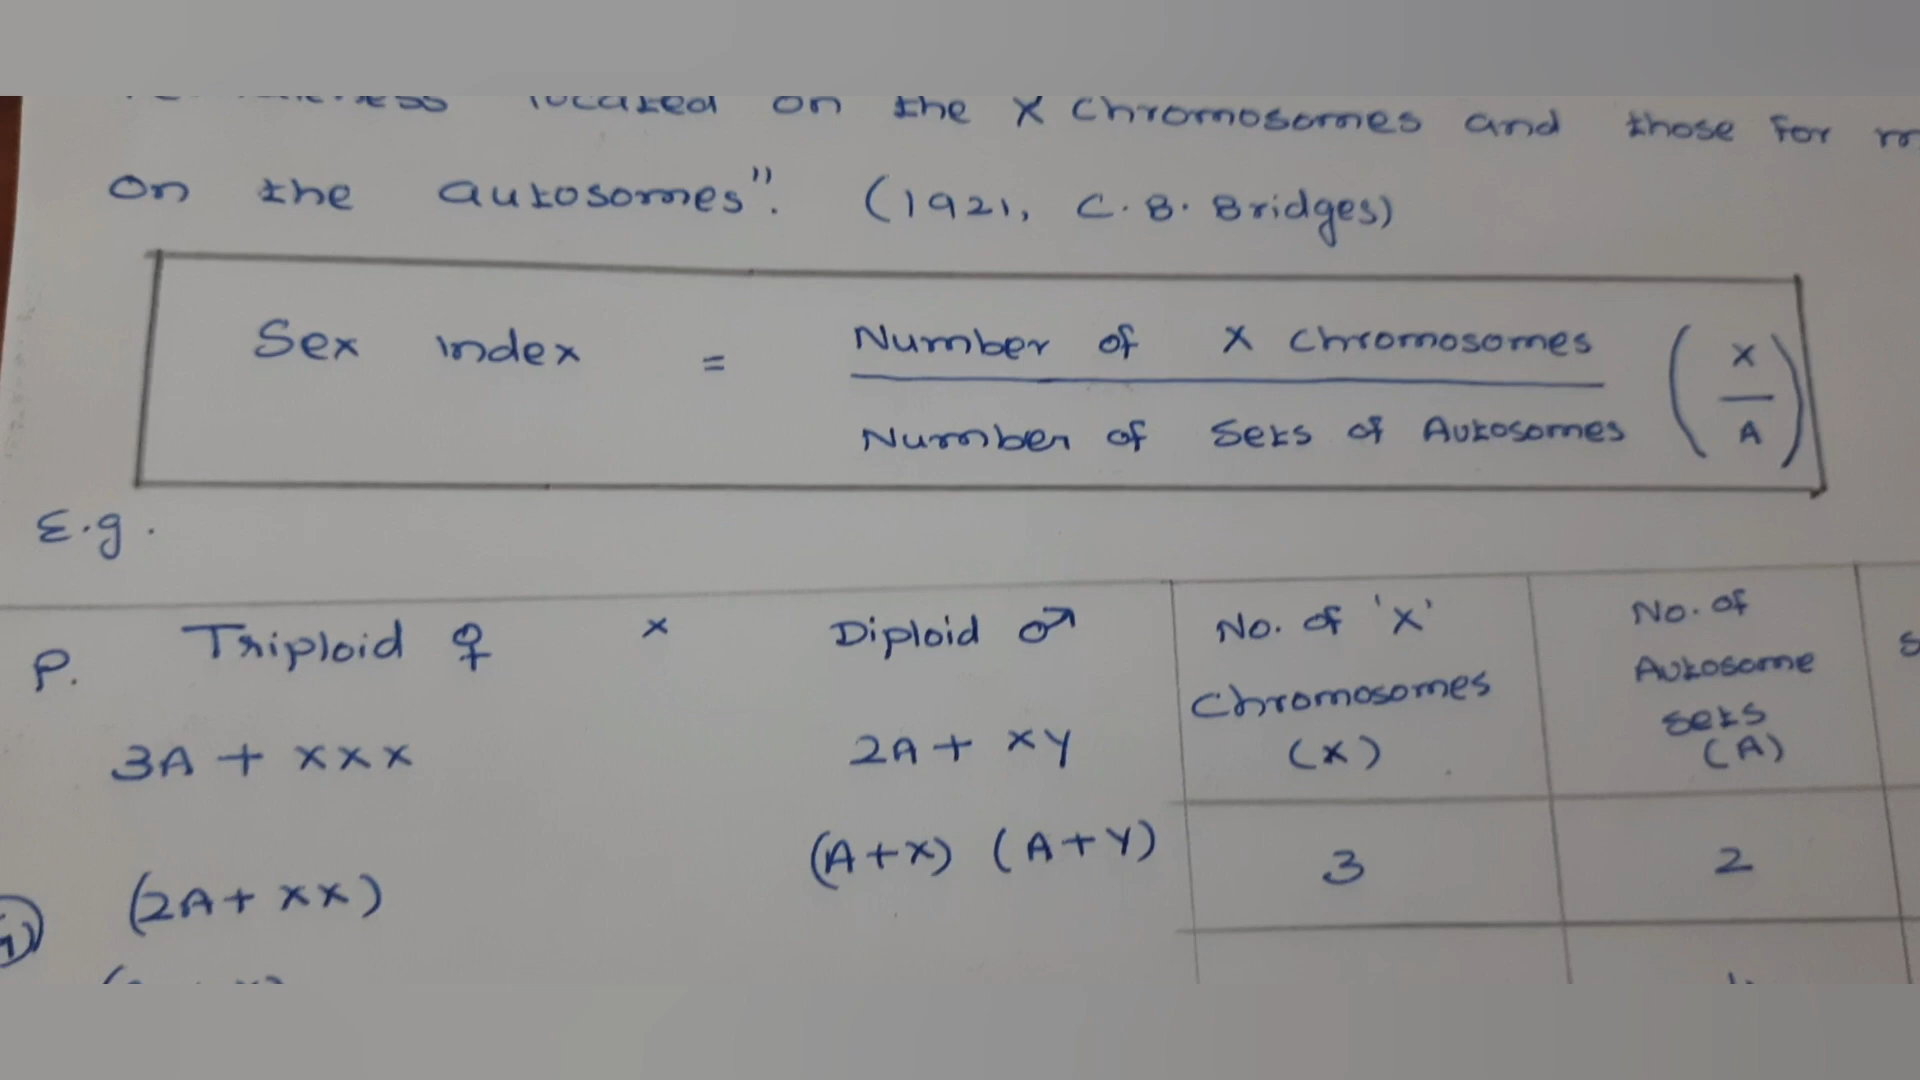 located on the X chromosomes and those for
on the autosomes". (1921, C. B. Bridges)
Sex index = Number of X chromosomes ( X
Number of Sets of Autosomes A )
E.g.
P. Triploid ♀ × Diploid ♂ No. of 'X' No. of
Chromosomes Autosome
sets
3A + XXX 2A + XY (X) (A)
(A+X) (A+Y) 3 2
(2A + XX)